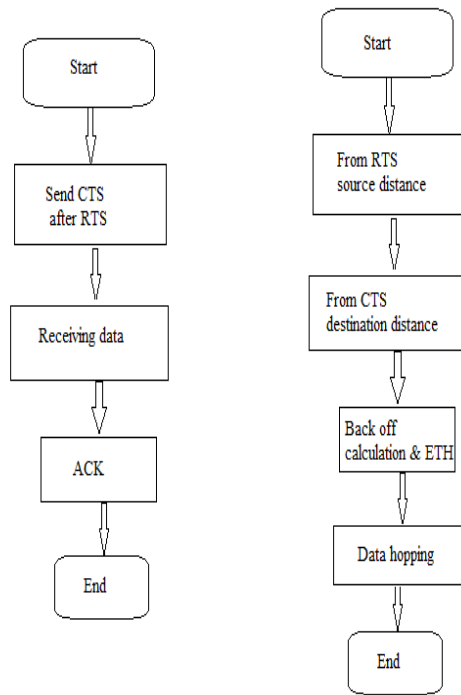 Start
Send CTS
after RTS
Receiving data
ACK
End
Start
From RTS
source distance
From CTS
destination distance
Back off
calculation & ETH
Data hopping
End